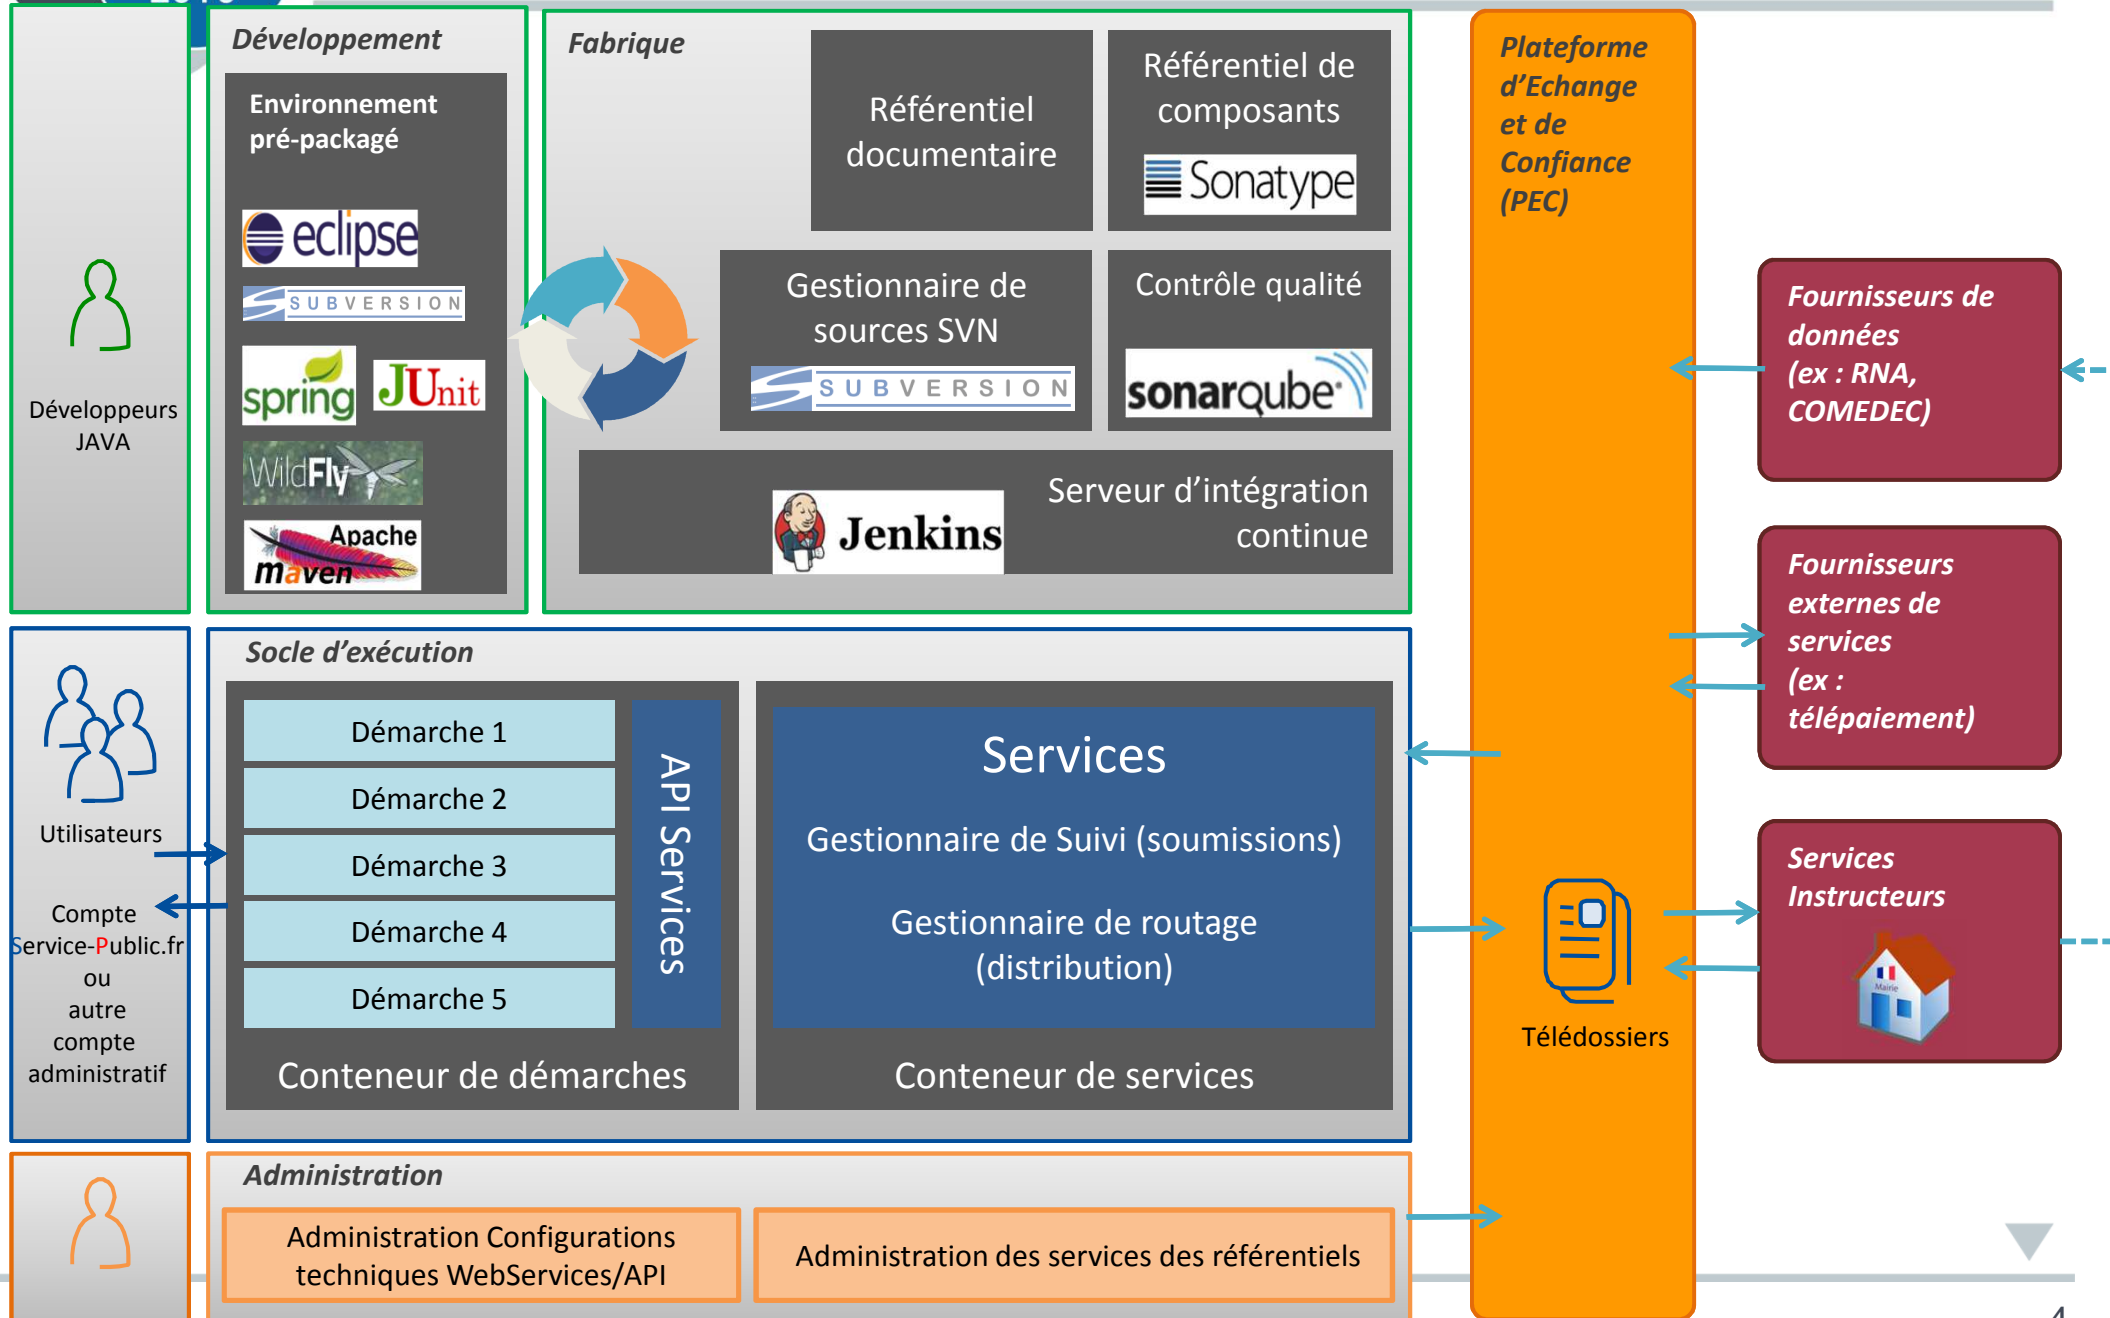 Développement
Environnement
pré-packagé
eclipse
SUBVERSION
spring
JUnit
WildFly
Apache
maven
Développeurs
JAVA
Fabrique
Référentiel
documentaire
Référentiel de
composants
Sonatype
Gestionnaire de
sources SVN
SUBVERSION
Contrôle qualité
sonarqube
Jenkins
Serveur d’intégration
continue
Plateforme
d’Echange
et de
Confiance
(PEC)
Fournisseurs de
données
(ex : RNA,
COMEDEC)
Fournisseurs
externes de
services
(ex :
télépaiement)
Services
Instructeurs
Mairie
Télédossiers
Utilisateurs
Compte
Service-Public.fr
ou
autre
compte
administratif
Socle d’exécution
Démarche 1
Démarche 2
Démarche 3
Démarche 4
Démarche 5
API Services
Conteneur de démarches
Services
Gestionnaire de Suivi (soumissions)
Gestionnaire de routage
(distribution)
Conteneur de services
Administration
Administration Configurations
techniques WebServices/API
Administration des services des référentiels
4